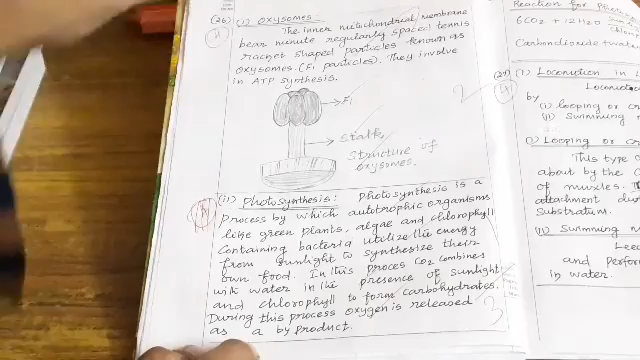 (26) (i) Oxysomes
The inner mitochondrial membrane
bear minute regularly spaced tennis
racket shaped particles known as
oxysomes (F1 particles). They involve
in ATP synthesis.
F1
Stalk
Structure of
oxysomes.
(ii) Photosynthesis: Photosynthesis is a
process by which autotrophic organisms
like green plants, algae and chlorophyll
containing bacteria utilize the energy
from sunlight to synthesize their
own food. In this proces CO2 combines
with water in the presence of sunlight
and chlorophyll to form carbohydrates.
During this process oxygen is released
as a by product.
3
Reaction for
6CO2 + 12H2O
Carbondioxide
(i) Locomotion in
by
(i) Looping or
(ii) Swimming
(i) Looping or
This type
about by the
of muscles.
attachment
substratum.
(ii) Swimming
and
in water.